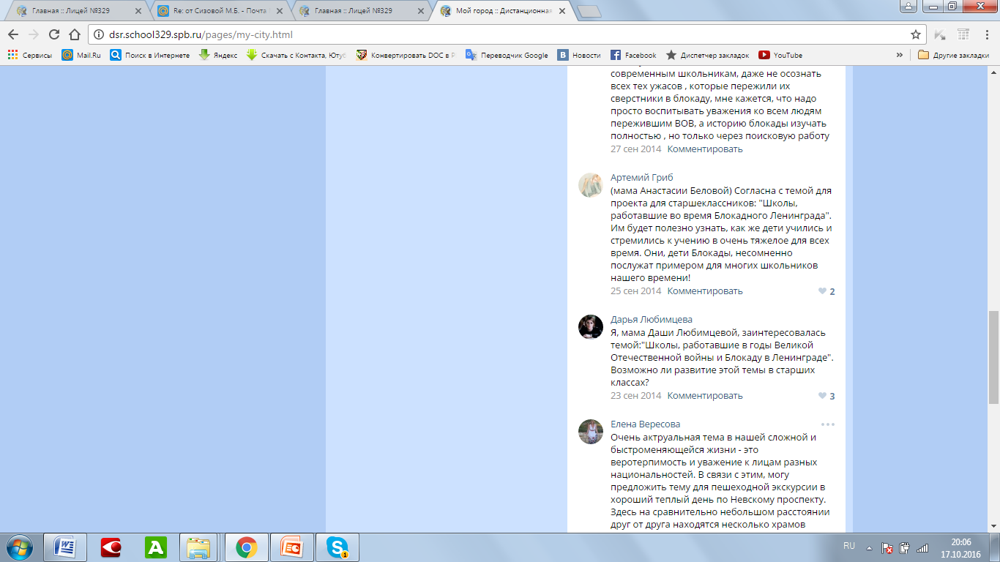 Главная :: Лицей №329
Re: от Сизовой М.Б. - Почта
Главная :: Лицей №329
Мой город :: Дистанционная
dsr.school329.spb.ru/pages/my-city.html
Сервисы
Mail.Ru
Поиск в Интернете
Яндекс
Скачать с Контакта, Ютуб
Конвертировать DOC в P
Переводчик Google
Новости
Facebook
Диспетчер закладок
YouTube
»
Другие закладки
современным школьникам, даже не осознать
всех тех ужасов , которые пережили их
сверстники в блокаду, мне кажется, что надо
просто воспитывать уважения ко всем людям
пережившим ВОВ, а историю блокады изучать
полностью , но только через поисковую работу
27 сен 2014 Комментировать
Артемий Гриб
(мама Анастасии Беловой) Согласна с темой для
проекта для старшеклассников: "Школы,
работавшие во время Блокадного Ленинграда".
Им будет полезно узнать, как же дети учились и
стремились к учению в очень тяжелое для всех
время. Они, дети Блокады, несомненно
послужат примером для многих школьников
нашего времени!
25 сен 2014 Комментировать 2
Дарья Любимцева
Я, мама Даши Любимцевой, заинтересовалась
темой:"Школы, работавшие в годы Великой
Отечественной войны и Блокаду в Ленинграде".
Возможно ли развитие этой темы в старших
классах?
23 сен 2014 Комментировать 3
Елена Вересова
Очень актруальная тема в нашей сложной и
быстроменяющейся жизни - это
веротерпимость и уважение к лицам разных
национальностей. В связи с этим, могу
предложить тему для пешеходной экскурсии в
хороший теплый день по Невскому проспекту.
Здесь на сравнительно небольшом расстоянии
друг от друга находятся несколько храмов
RU
20:06
17.10.2016